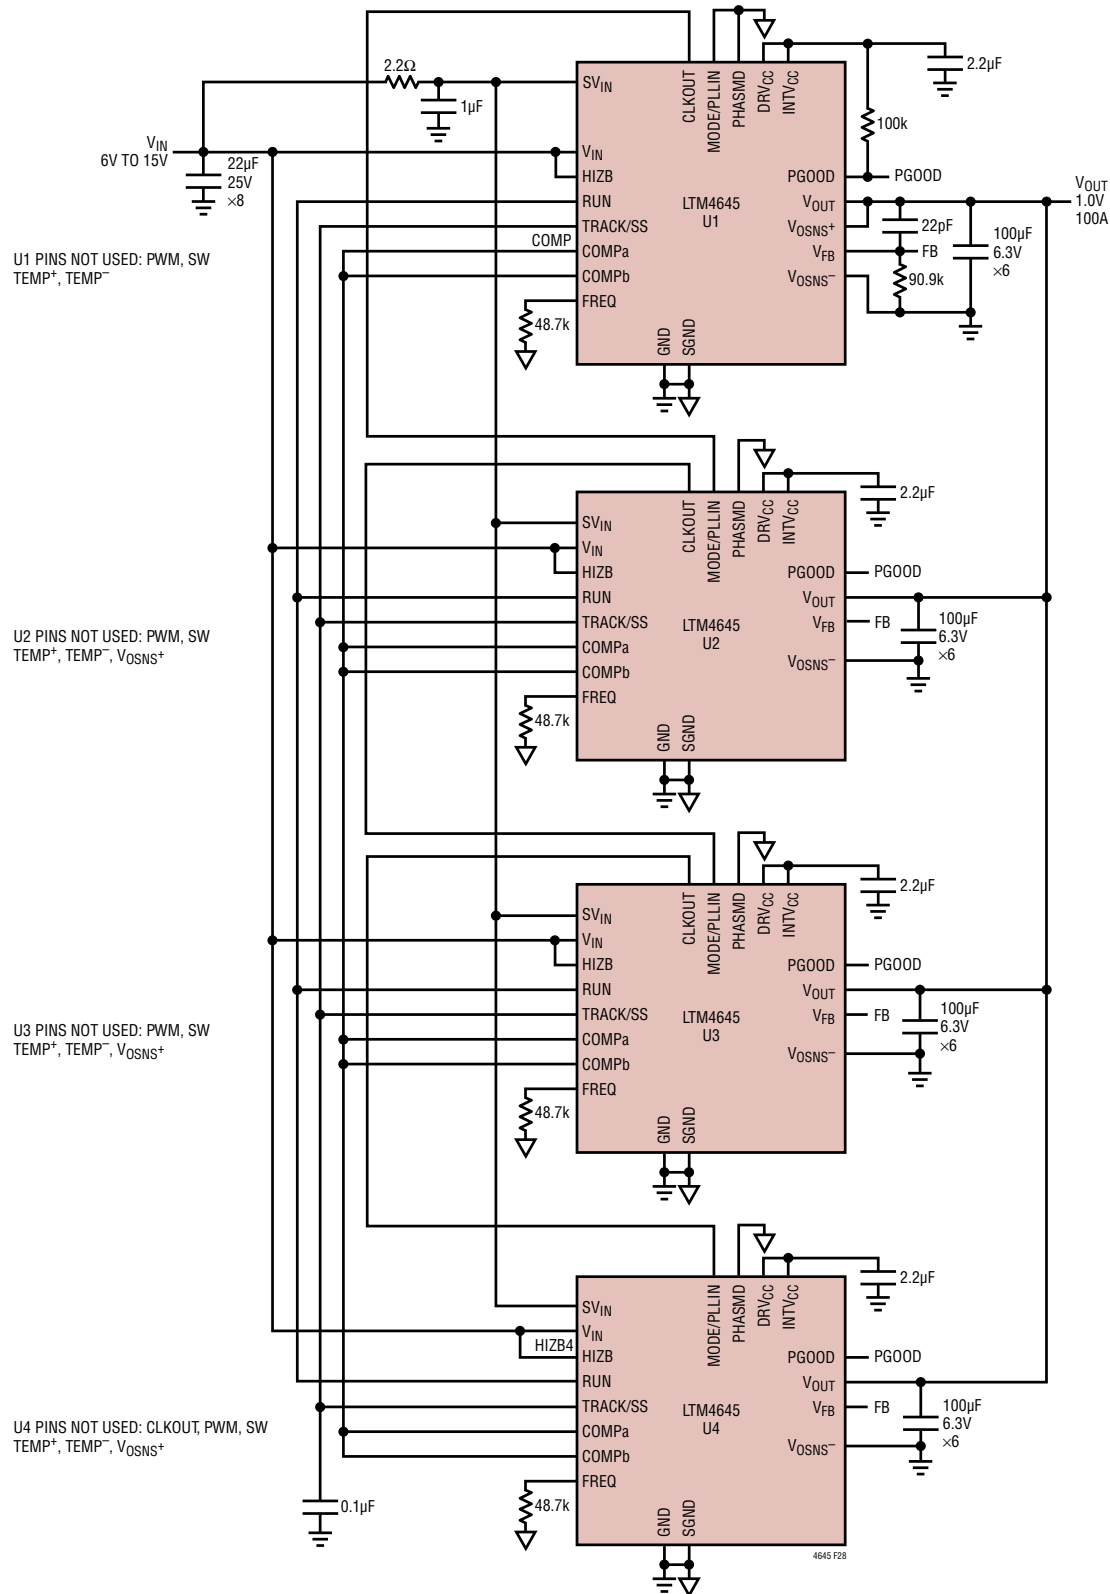 CLKOUT
MODE/PLLIN
PHASMD
DRVCC
INTVCC
2.2µF
2.2Ω
SVIN
1µF
100k
VIN
6V TO 15V
22µF
25V
×8
VIN
HIZB
PGOOD
PGOOD
RUN
LTM4645
U1
VOUT
VOUT
1.0V
100A
TRACK/SS
VOSNS+
22pF
100µF
6.3V
×6
COMP
COMPa
VFB
FB
U1 PINS NOT USED: PWM, SW
TEMP+, TEMP–
COMPb
VOSNS–
90.9k
FREQ
48.7k
GND
SGND
CLKOUT
MODE/PLLIN
PHASMD
DRVCC
INTVCC
2.2µF
SVIN
VIN
HIZB
PGOOD
PGOOD
RUN
VOUT
TRACK/SS
LTM4645
U2
VFB
FB
100µF
6.3V
×6
U2 PINS NOT USED: PWM, SW
TEMP+, TEMP–, VOSNS+
COMPa
COMPb
VOSNS–
FREQ
48.7k
GND
SGND
CLKOUT
MODE/PLLIN
PHASMD
DRVCC
INTVCC
2.2µF
SVIN
VIN
HIZB
PGOOD
PGOOD
RUN
VOUT
TRACK/SS
LTM4645
U3
VFB
FB
100µF
6.3V
×6
U3 PINS NOT USED: PWM, SW
TEMP+, TEMP–, VOSNS+
COMPa
COMPb
VOSNS–
FREQ
48.7k
GND
SGND
MODE/PLLIN
PHASMD
DRVCC
INTVCC
2.2µF
SVIN
VIN
HIZB4
HIZB
PGOOD
PGOOD
RUN
VOUT
TRACK/SS
LTM4645
U4
VFB
FB
100µF
6.3V
×6
U4 PINS NOT USED: CLKOUT, PWM, SW
TEMP+, TEMP–, VOSNS+
COMPa
COMPb
VOSNS–
FREQ
48.7k
0.1µF
GND
SGND
4645 F28